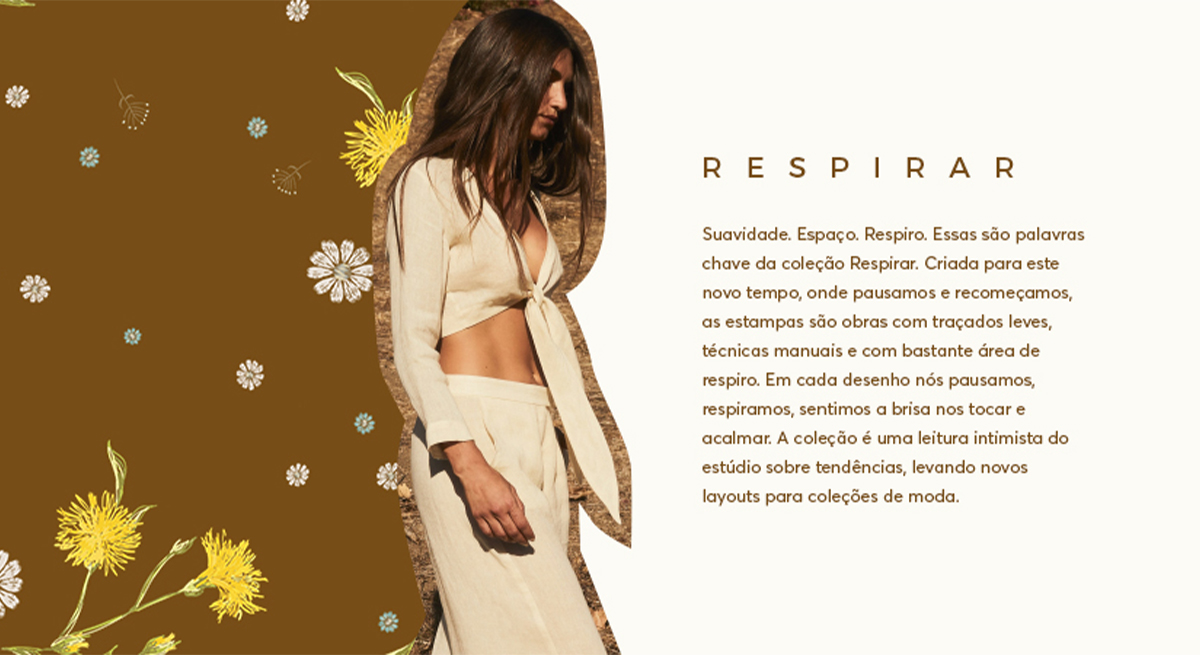 RESPIRAR
Suavidade. Espaço. Respiro. Essas são palavras
chave da coleção Respirar. Criada para este
novo tempo, onde pausamos e recomeçamos,
as estampas são obras com traçados leves,
técnicas manuais e com bastante área de
respiro. Em cada desenho nós pausamos,
respiramos, sentimos a brisa nos tocar e
acalmar. A coleção é uma leitura intimista do
estúdio sobre tendências, levando novos
layouts para coleções de moda.